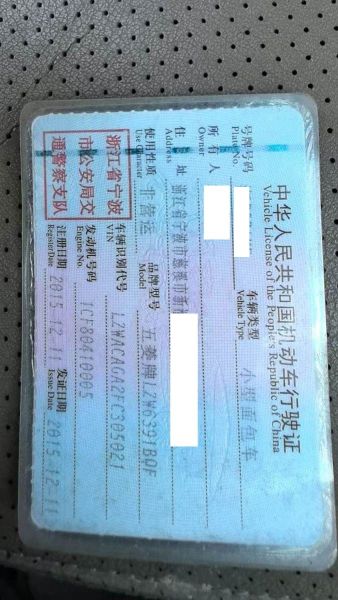 中华人民共和国机动车行驶证
Vehicle License of the People's Republic of China
号牌号码
Plate No.
车辆类型 小型面包车
Vehicle Type
所有人
Owner
住址 浙江省宁波市慈溪市新
Address
使用性质 非营运
Use Character
品牌型号 五菱牌LZW6391BQF
Model
浙江省宁波
市公安局交
通警察支队
车辆识别代号 LZWACAGA2FC305021
VIN
发动机号码 1CF80410005
Engine No.
注册日期 2015-12-11
Register Date
发证日期 2015-12-11
Issue Date